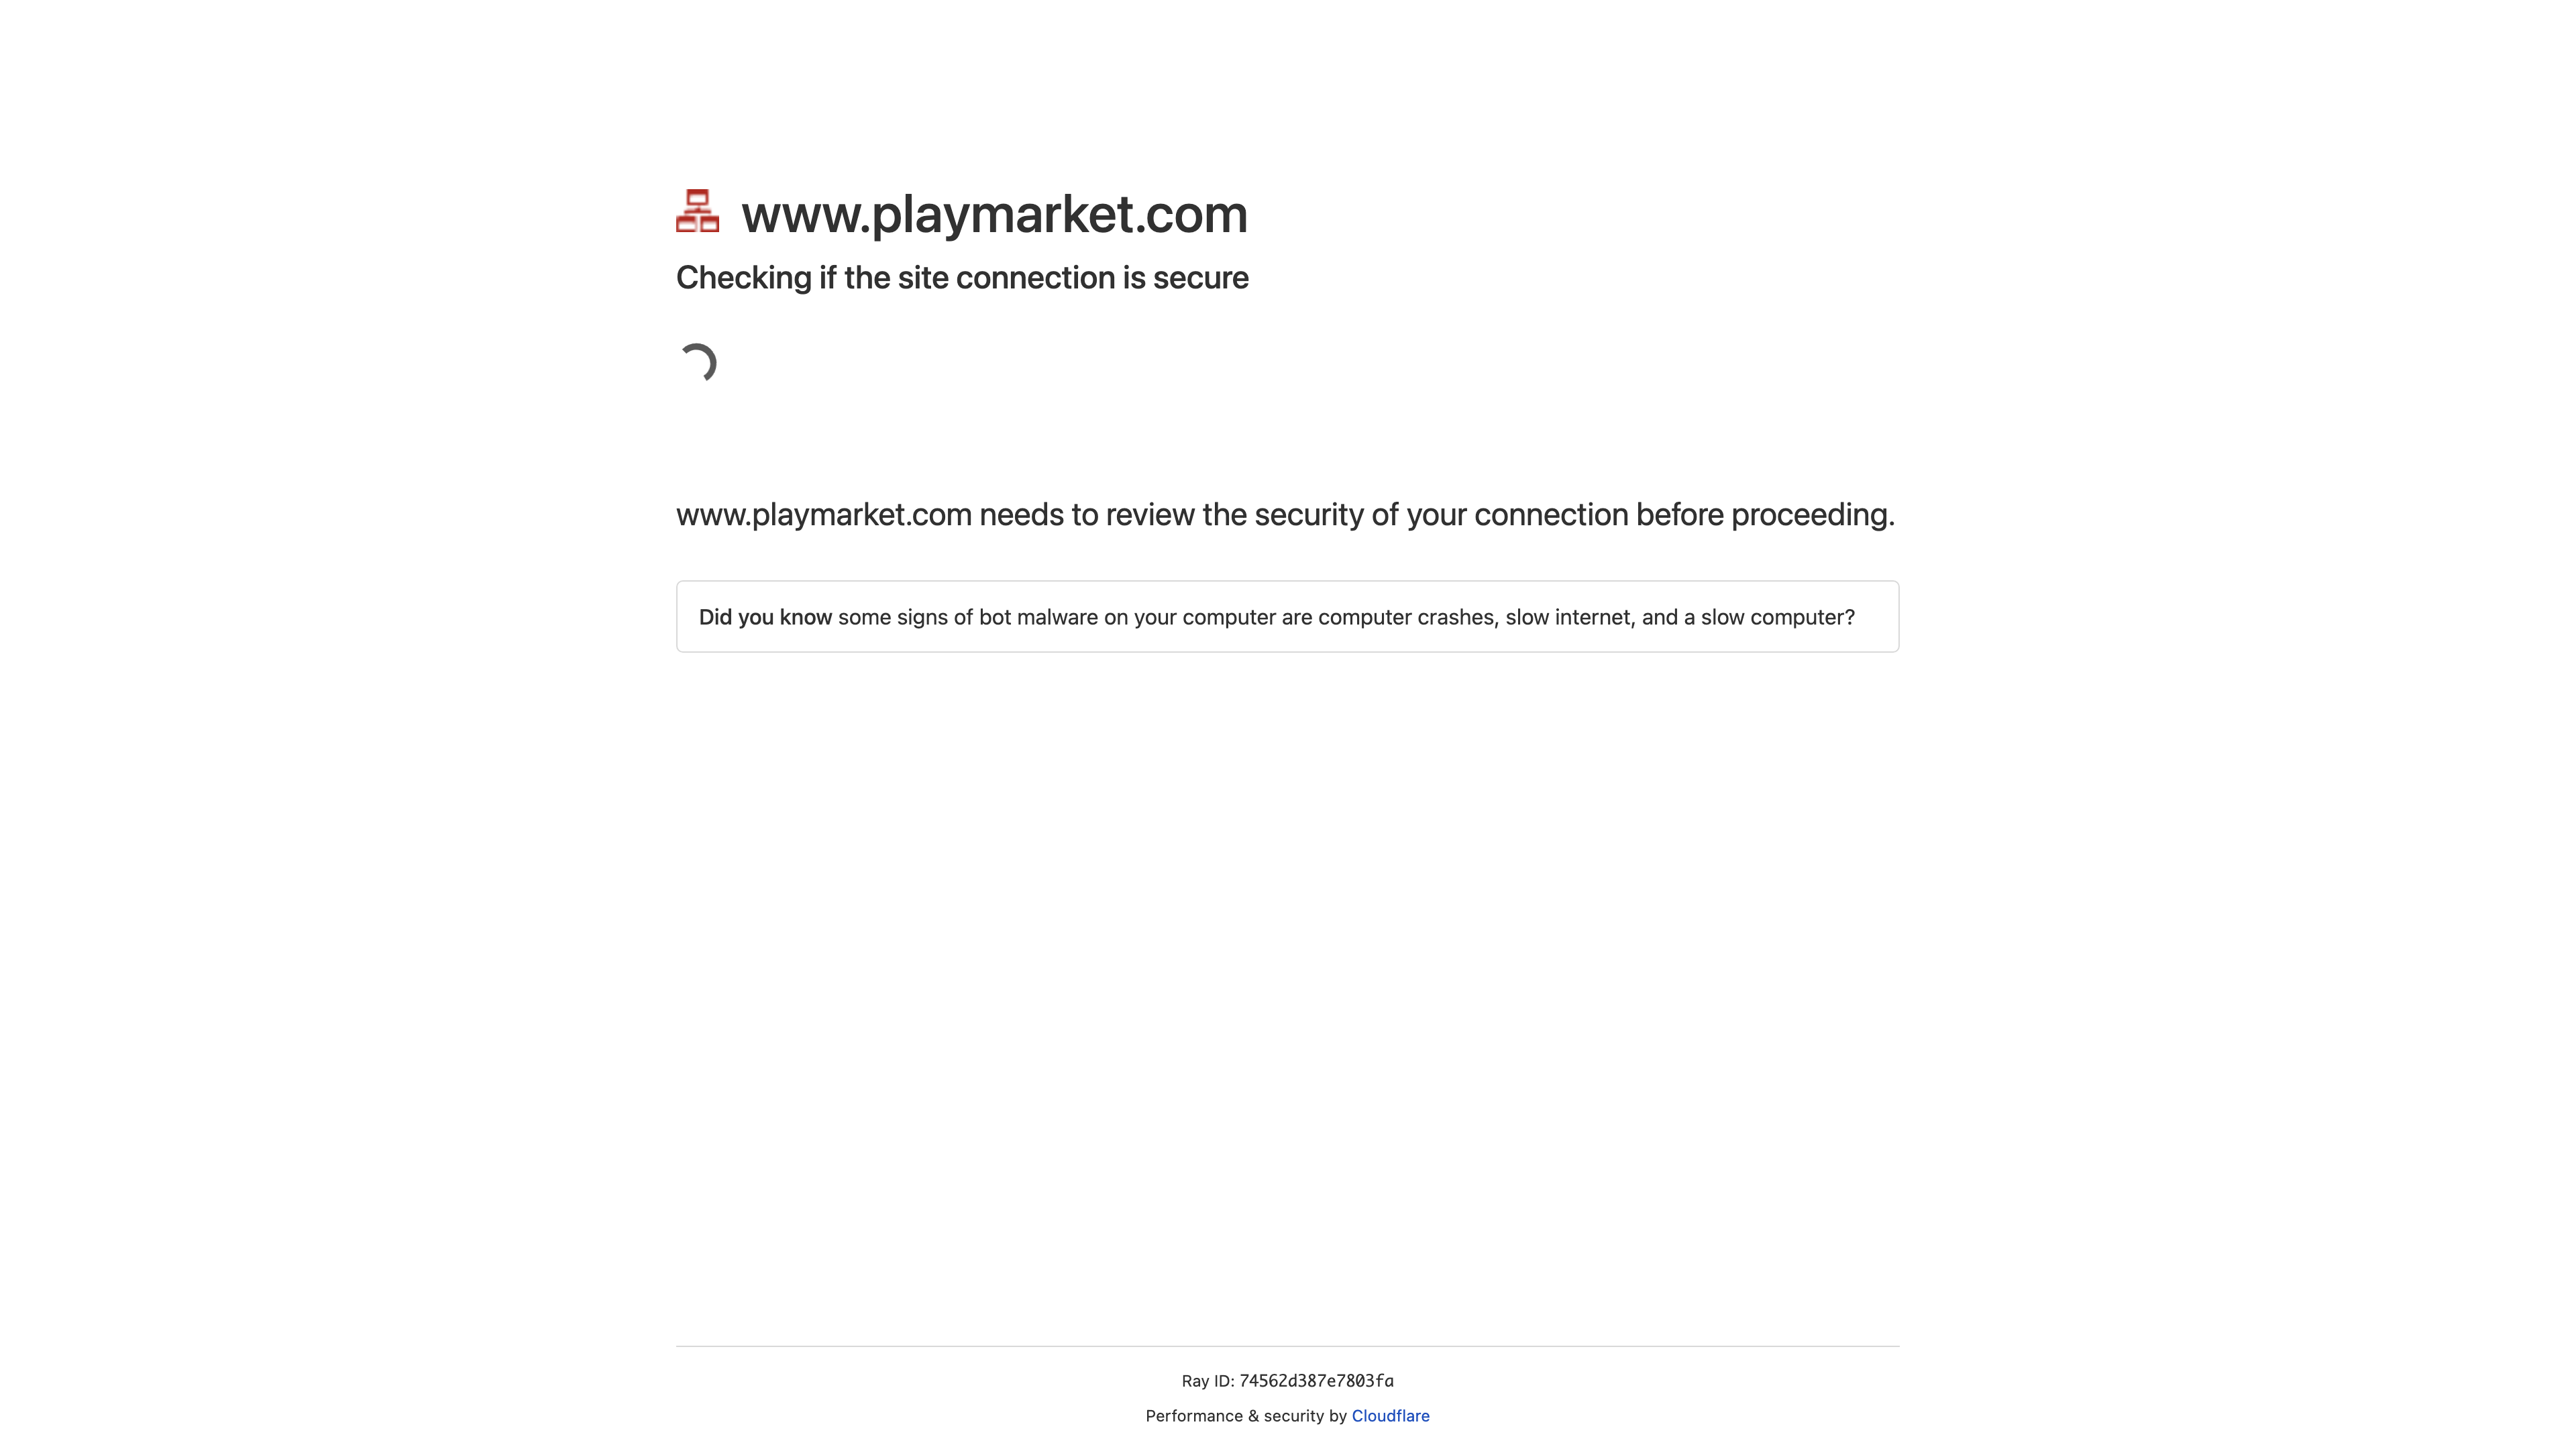 www.playmarket.com
Checking if the site connection is secure
www.playmarket.com needs to review the security of your connection before proceeding.
Did you know some signs of bot malware on your computer are computer crashes, slow internet, and a slow computer?
Ray ID: 74562d387e7803fa
Performance & security by Cloudflare